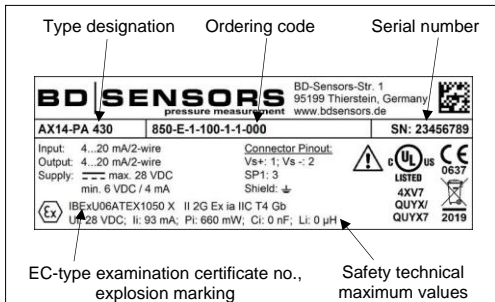 Type designation Ordering code Serial number
BD SENSORS
pressure measurement
BD-Sensors-Str. 1
95199 Thierstein, Germany
www.bdsensors.de
AX14-PA 430 850-E-1-100-1-1-000 SN: 23456789
Input: 4...20 mA/2-wire
Output: 4...20 mA/2-wire
Supply: max. 28 VDC
min. 6 VDC / 4 mA
Connector Pinout:
Vs+: 1; Vs -: 2
SP1: 3
Shield:
C UL US
LISTED
4XV7
QUYX/
QUYX7
CE
0637
2019
Ex
IBExU06ATEX1050 X II 2G Ex ia IIC T4 Gb
Ui: 28 VDC; Ii: 93 mA; Pi: 660 mW; Ci: 0 nF; Li: 0 µH
EC-type examination certificate no.,
explosion marking
Safety technical
maximum values